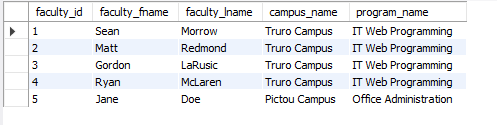 faculty_id faculty_fname faculty_lname campus_name program_name
1 Sean Morrow Truro Campus IT Web Programming
2 Matt Redmond Truro Campus IT Web Programming
3 Gordon LaRusic Truro Campus IT Web Programming
4 Ryan McLaren Truro Campus IT Web Programming
5 Jane Doe Pictou Campus Office Administration